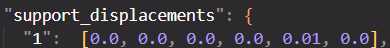 "support_displacements": {
"1": [0.0, 0.0, 0.0, 0.0, 0.01, 0.0]